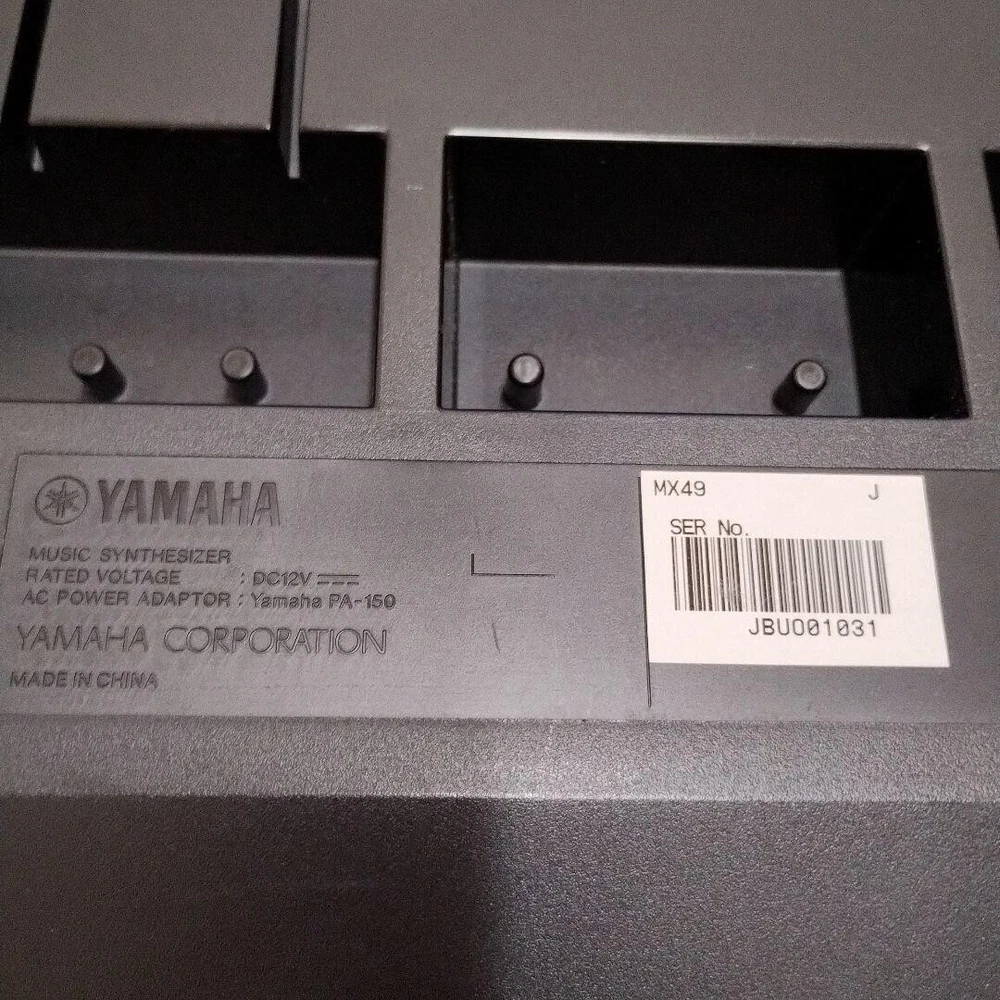 YAMAHA
MUSIC SYNTHESIZER
RATED VOLTAGE : DC12V
AC POWER ADAPTOR : Yamaha PA-150
YAMAHA CORPORATION
MADE IN CHINA
MX49 J
SER No.
JBUO01031